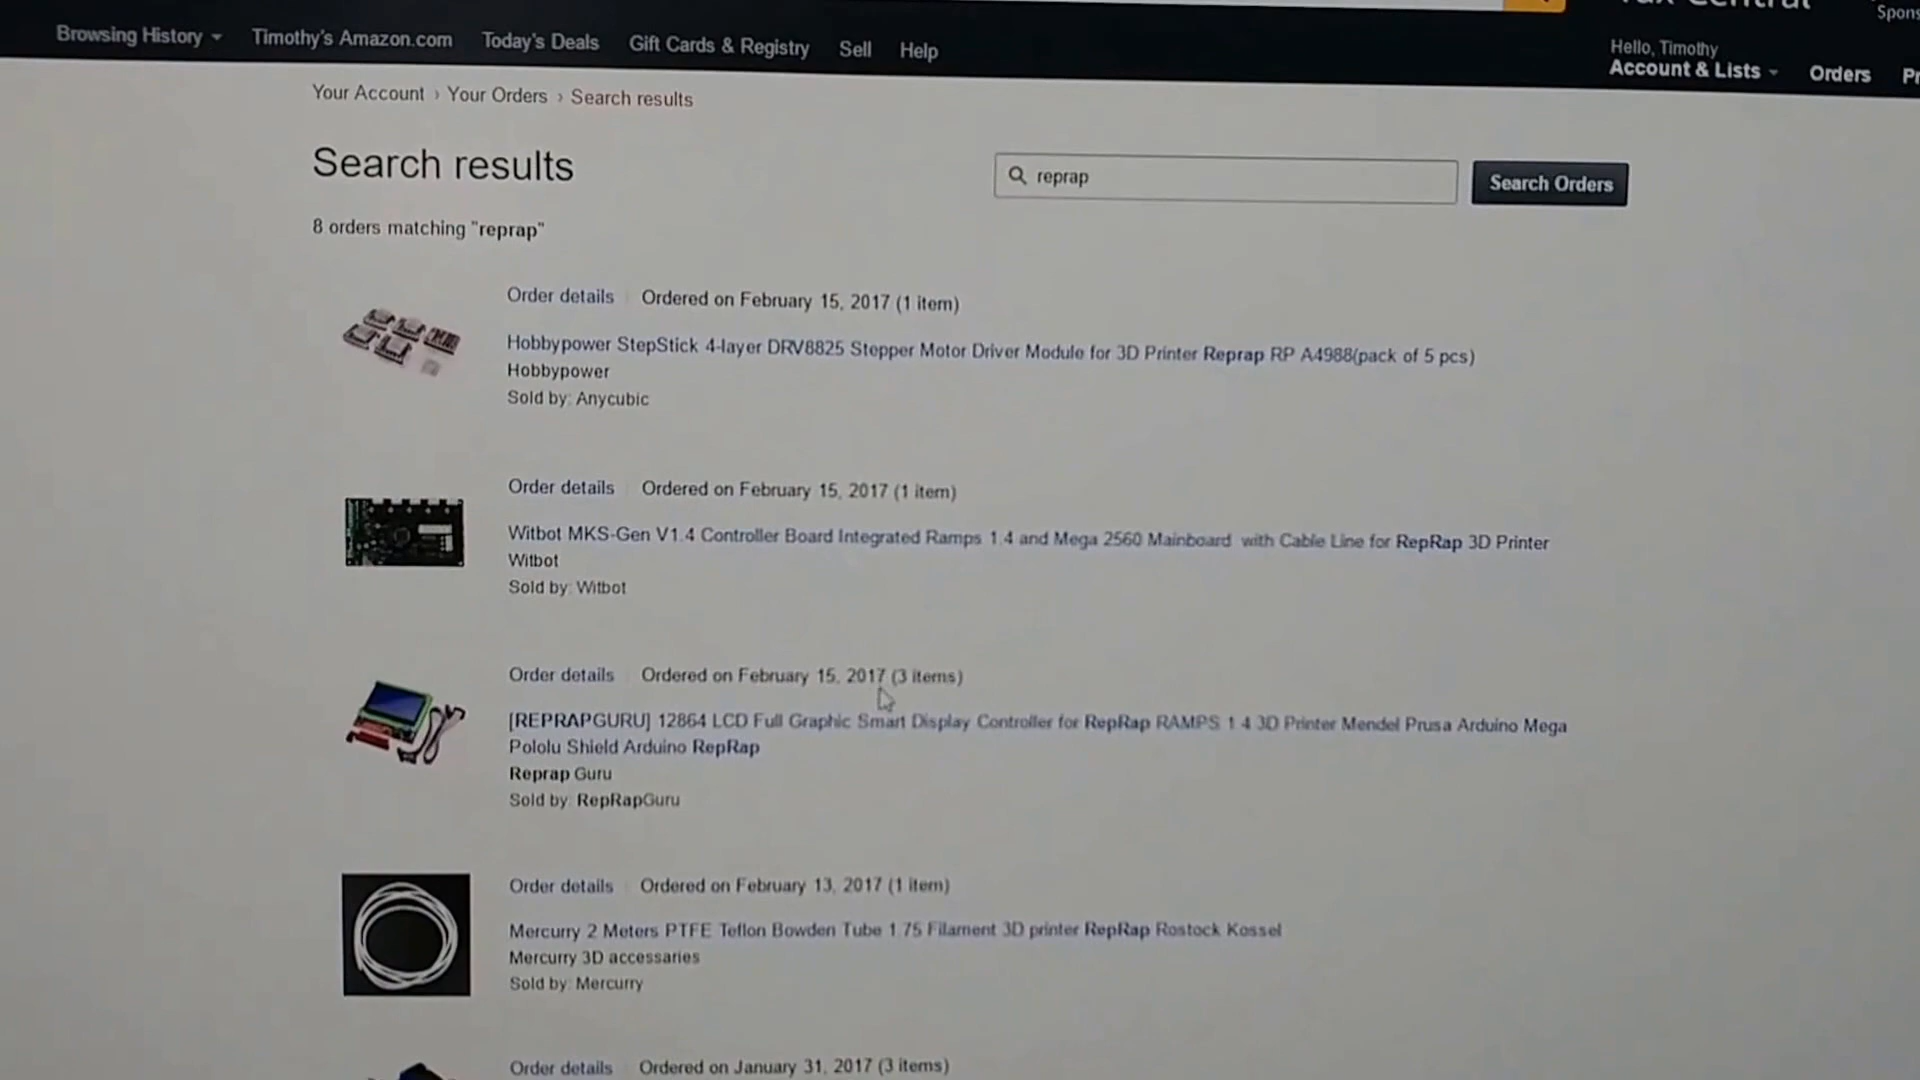 Hello, Timothy
Browsing History Timothy's Amazon.com Today's Deals Gift Cards & Registry Sell Help Account & Lists Orders
Your Account › Your Orders › Search results
Search results
reprap
Search Orders
8 orders matching "reprap"
Order details Ordered on February 15, 2017 (1 item)
Hobbypower StepStick 4-layer DRV8825 Stepper Motor Driver Module for 3D Printer Reprap RP A4988(pack of 5 pcs)
Hobbypower
Sold by: Anycubic
Order details Ordered on February 15, 2017 (1 item)
Witbot MKS-Gen V1.4 Controller Board Integrated Ramps 1.4 and Mega 2560 Mainboard with Cable Line for RepRap 3D Printer
Witbot
Sold by: Witbot
Order details Ordered on February 15, 2017 (3 items)
[REPRAPGURU] 12864 LCD Full Graphic Smart Display Controller for RepRap RAMPS 1.4 3D Printer Mendel Prusa Arduino Mega
Pololu Shield Arduino RepRap
Reprap Guru
Sold by: RepRapGuru
Order details Ordered on February 13, 2017 (1 item)
Mercurry 2 Meters PTFE Teflon Bowden Tube 1.75 Filament 3D printer RepRap Rostock Kossel
Mercurry 3D accessaries
Sold by: Mercurry
Order details Ordered on January 31, 2017 (3 items)